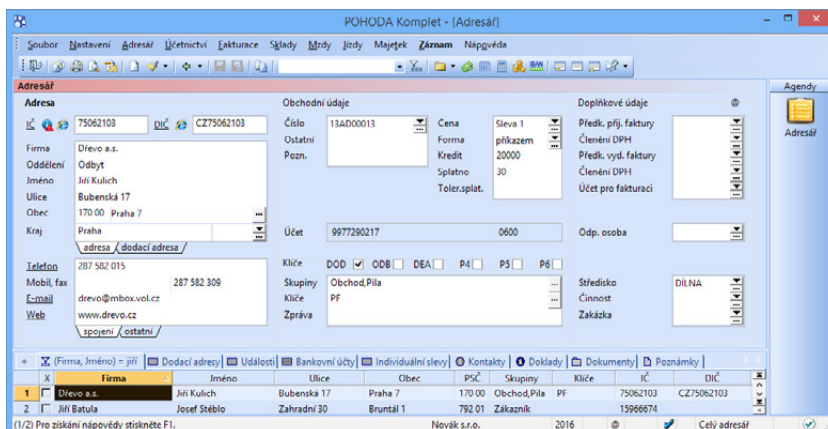 POHODA Komplet - [Adresář]
Soubor Nastavení Adresář Účetnictví Fakturace Sklady Mzdy Jízdy Majetek Záznam Nápověda
IBAN
Adresář
Agendy
Adresa
Obchodní údaje
Doplňkové údaje @
IČ 75062103 DIČ CZ75062103
Číslo 13AD00013
Cena Sleva 1
Předk. přij. faktury
Adresář
Ostatní
Forma příkazem
Členění DPH
Firma Dřevo a.s.
Pozn.
Kredit 20000
Předk. vyd. faktury
Oddělení Odbyt
Splatno 30
Členění DPH
Jméno Jiří Kulich
Toler.splat.
Účet pro fakturaci
Ulice Bubenská 17
Obec 170 00 Praha 7
Kraj Praha
Účet 9977290217 0600
Odp. osoba
adresa dodací adresa
Telefon 287 582 015
Klíče DOD ODB DEA P4 P5 P6
Mobil, fax 287 582 309
Skupiny Obchod,Pila
Středisko DÍLNA
E-mail drevo@mbox.vol.cz
Klíče PF
Činnost
Web www.drevo.cz
Zpráva
Zakázka
spojení ostatní
(Firma, Jméno) = jiří Dodací adresy Události Bankovní účty Individuální slevy Kontakty Doklady Dokumenty Poznámky
X Firma Jméno Ulice Obec PSČ Skupiny Klíče IČ DIČ
1 Dřevo a.s. Jiří Kulich Bubenská 17 Praha 7 170 00 Obchod,Pila PF 75062103 CZ75062103
2 Jiří Batula Josef Stéblo Zahradní 30 Bruntál 1 792 01 Zákazník 15966674
(1/2) Pro získání nápovědy stiskněte F1. Novák s.r.o. 2016 @ Celý adresář